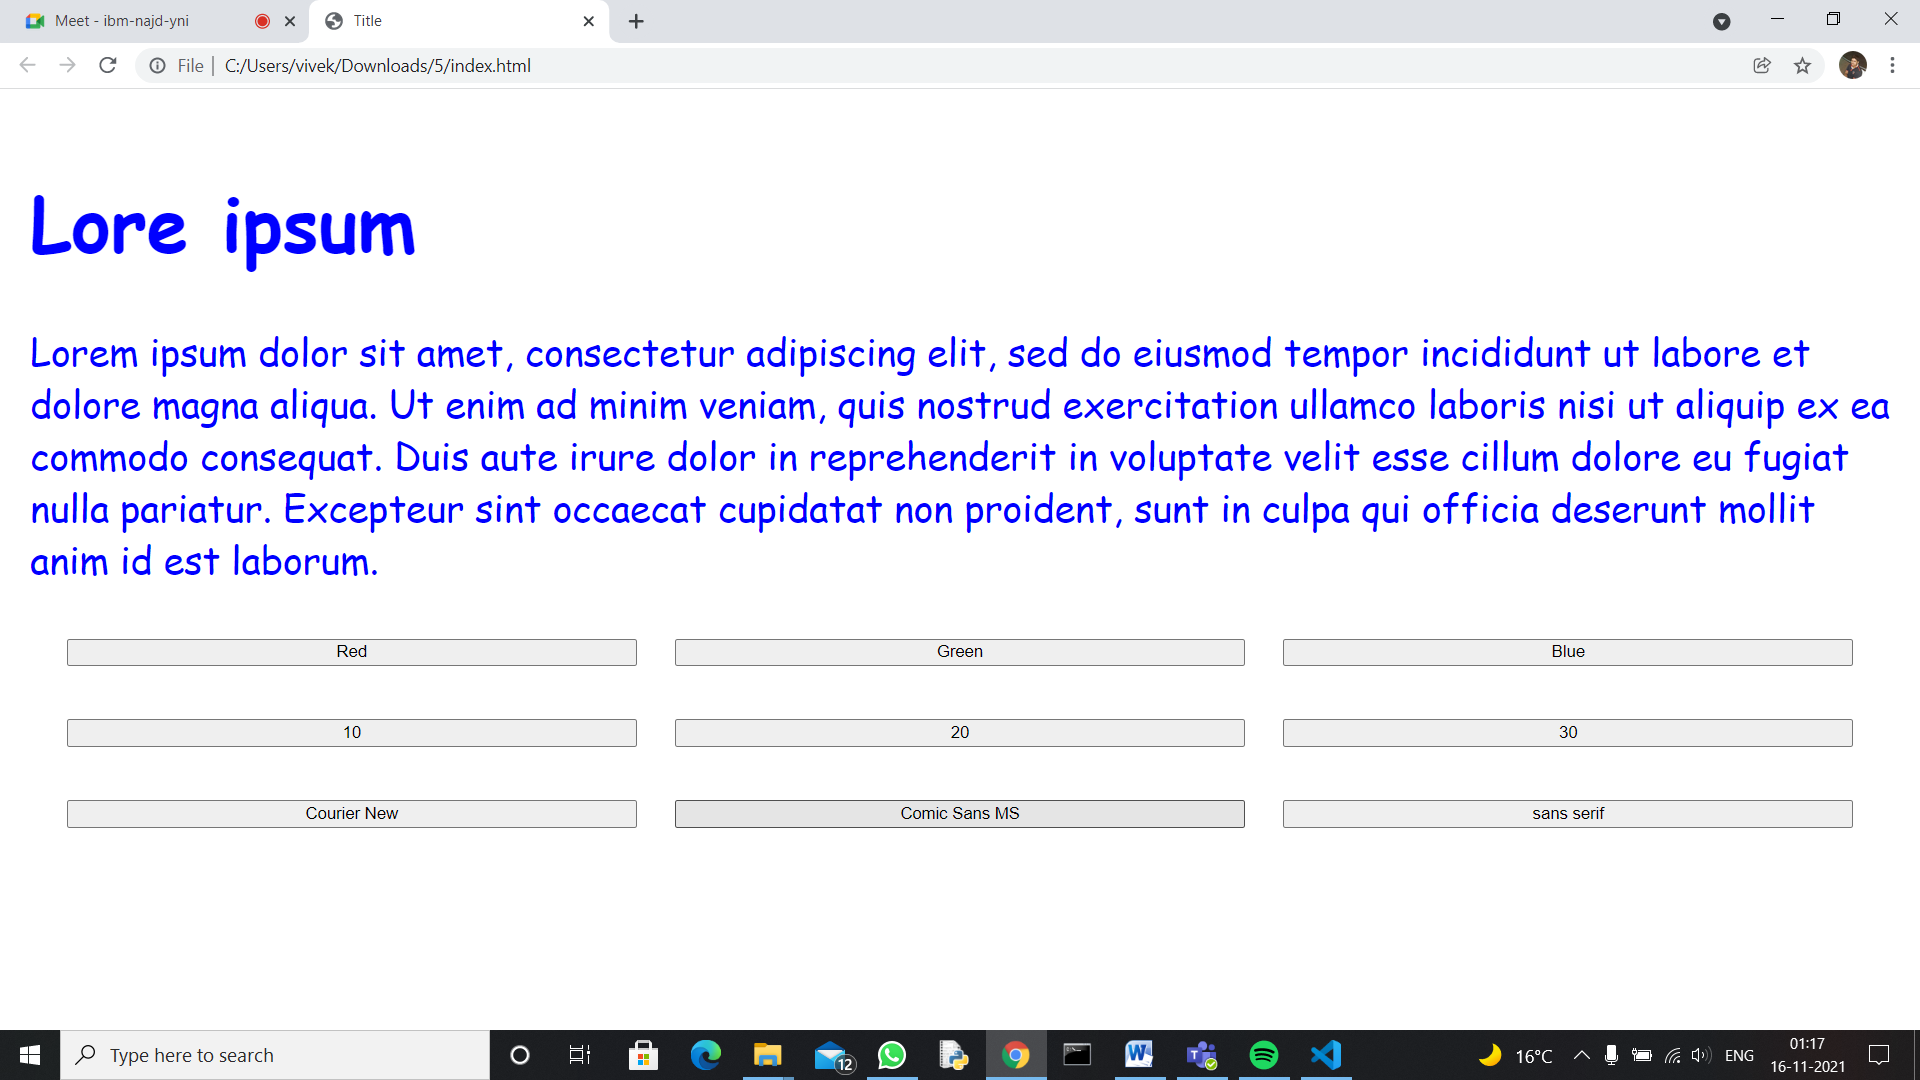 Meet - ibm-najd-yni
Title
File
C:/Users/vivek/Downloads/5/index.html
Lore ipsum
Lorem ipsum dolor sit amet, consectetur adipiscing elit, sed do eiusmod tempor incididunt ut labore et
dolore magna aliqua. Ut enim ad minim veniam, quis nostrud exercitation ullamco laboris nisi ut aliquip ex ea
commodo consequat. Duis aute irure dolor in reprehenderit in voluptate velit esse cillum dolore eu fugiat
nulla pariatur. Excepteur sint occaecat cupidatat non proident, sunt in culpa qui officia deserunt mollit
anim id est laborum.
Red Green Blue
10 20 30
Courier New Comic Sans MS sans serif
Type here to search
12
16°C
ENG
01:17
16-11-2021